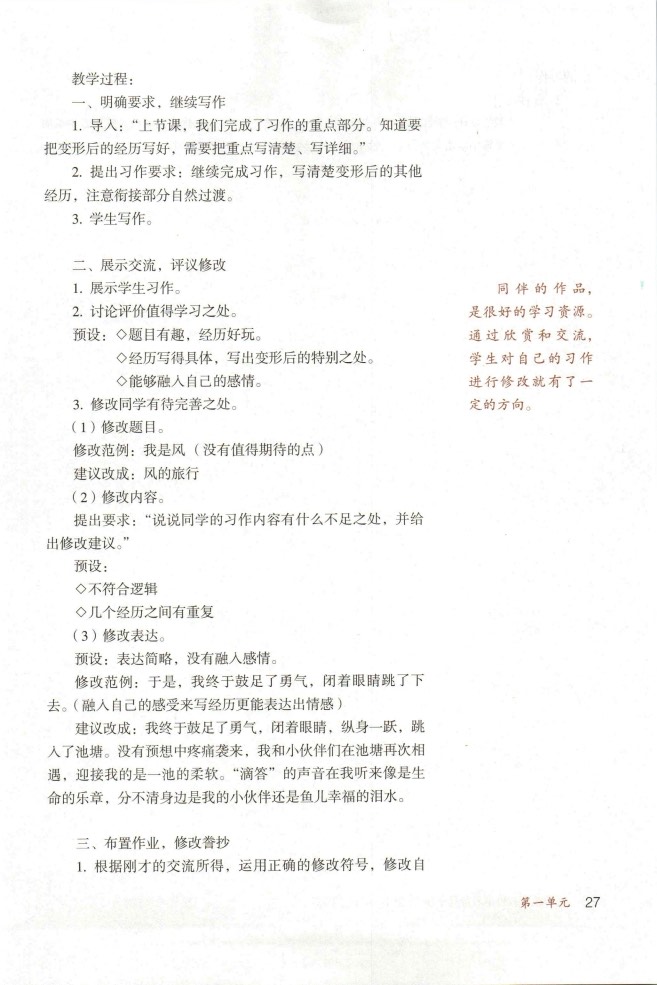 教学过程：
一、明确要求，继续写作
1. 导入：“上节课，我们完成了习作的重点部分。知道要
把变形后的经历写好，需要把重点写清楚、写详细。”
2. 提出习作要求：继续完成习作，写清楚变形后的其他
经历，注意衔接部分自然过渡。
3. 学生写作。
二、展示交流，评议修改
1. 展示学生习作。
2. 讨论评价值得学习之处。
预设：◇题目有趣，经历好玩。
◇经历写得具体，写出变形后的特别之处。
◇能够融入自己的感情。
3. 修改同学有待完善之处。
（1）修改题目。
修改范例：我是风（没有值得期待的点）
建议改成：风的旅行
（2）修改内容。
提出要求：“说说同学的习作内容有什么不足之处，并给
出修改建议。”
预设：
◇不符合逻辑
◇几个经历之间有重复
（3）修改表达。
预设：表达简略，没有融入感情。
修改范例：于是，我终于鼓足了勇气，闭着眼睛跳了下
去。（融入自己的感受来写经历更能表达出情感）
建议改成：我终于鼓足了勇气，闭着眼睛，纵身一跃，跳
入了池塘。没有预想中疼痛袭来，我和小伙伴们在池塘再次相
遇，迎接我的是一池的柔软。“滴答”的声音在我听来像是生
命的乐章，分不清身边是我的小伙伴还是鱼儿幸福的泪水。
三、布置作业，修改誊抄
1. 根据刚才的交流所得，运用正确的修改符号，修改自
同伴的作品，
是很好的学习资源。
通过欣赏和交流，
学生对自己的习作
进行修改就有了一
定的方向。
第一单元 27